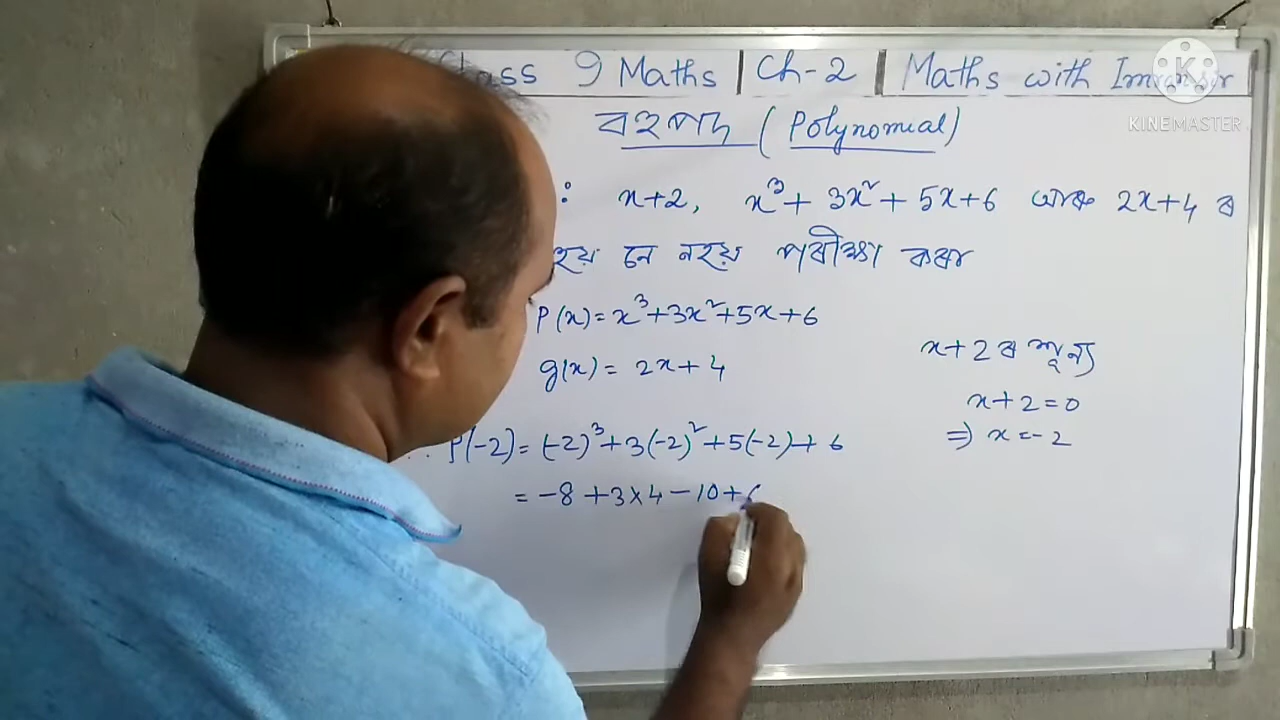 Class 9 Maths | Ch-2 | Maths with Imran Sir
KINEMASTER
বহুপদ (Polynomial)
: x+2, x³+ 3x²+ 5x+6 আৰু 2x+4 ৰ
হয় নে নহয় পৰীক্ষা কৰা
P(x)=x³+3x²+5x+6
g(x)= 2x+4
x+2 ৰ শূন্য
x+2=0
⇒ x=-2
∴ P(-2)=(-2)³+3(-2)²+5(-2)+6
= -8 +3×4 -10+6